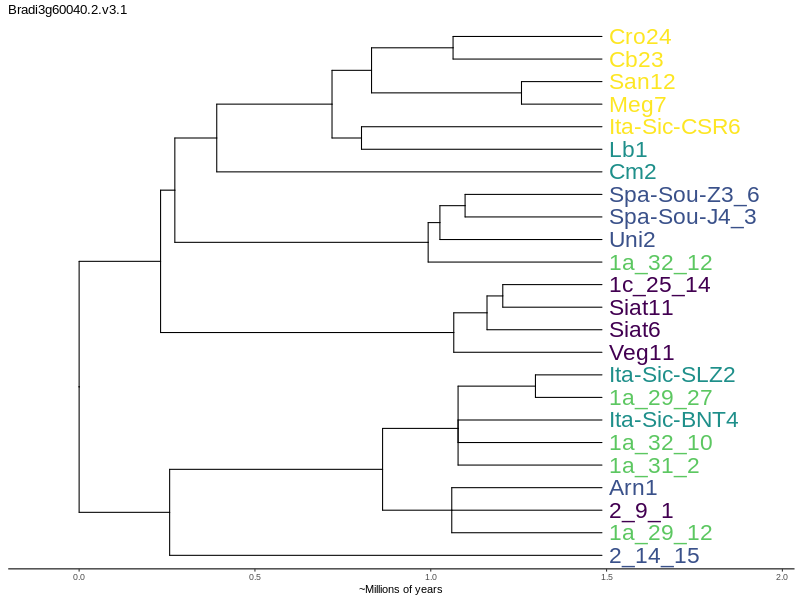 Bradi3g60040.2.v3.1
Cro24
Cb23
San12
Meg7
Ita-Sic-CSR6
Lb1
Cm2
Spa-Sou-Z3_6
Spa-Sou-J4_3
Uni2
1a_32_12
1c_25_14
Siat11
Siat6
Veg11
Ita-Sic-SLZ2
1a_29_27
Ita-Sic-BNT4
1a_32_10
1a_31_2
Arn1
2_9_1
1a_29_12
2_14_15
0.0 0.5 1.0 1.5 2.0
~Millions of years